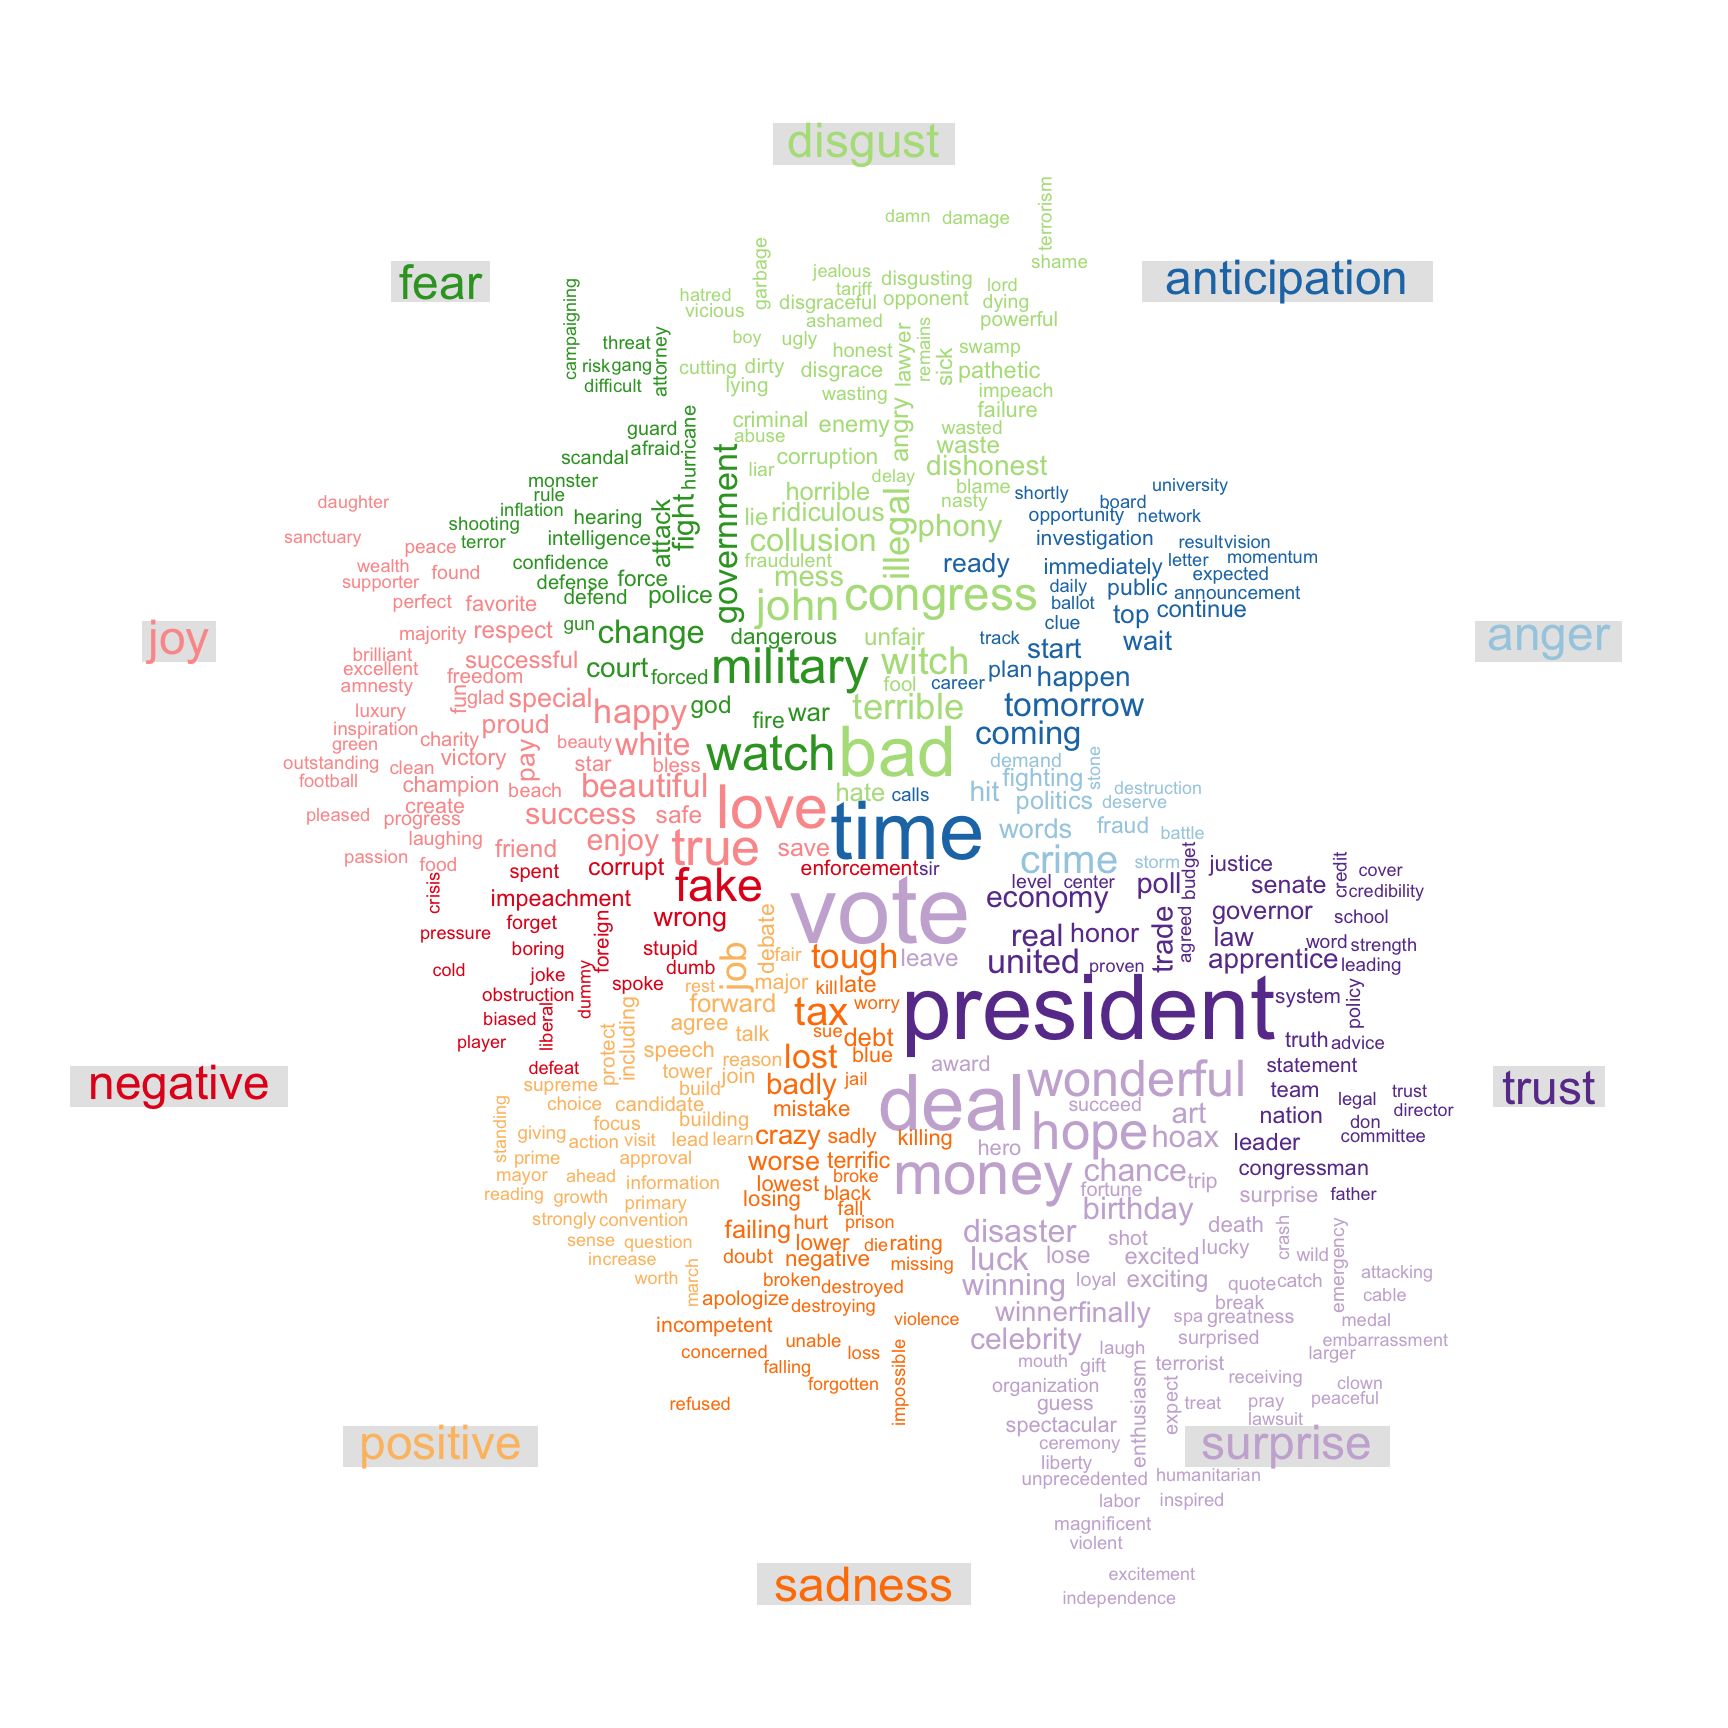 disgust
fear
anticipation
joy
anger
negative
trust
positive
surprise
sadness
damn
damage
terrorism
shame
garbage
jealous
disgusting
tariff
lord
hatred
disgraceful
opponent
dying
vicious
ashamed
powerful
boy
ugly
honest
lawyer
remains
swamp
sick
cutting
dirty
disgrace
pathetic
lying
wasting
impeach
failure
criminal
enemy
angry
wasted
abuse
waste
corruption
liar
delay
dishonest
horrible
blame
nasty
lie
ridiculous
illegal
phony
collusion
fraudulent
mess
john
congress
unfair
witch
fool
terrible
bad
hate
campaigning
threat
attorney
risk
gang
difficult
guard
afraid
hurricane
scandal
government
monster
rule
inflation
shooting
hearing
attack
fight
terror
intelligence
confidence
defense
force
defend
police
gun
change
dangerous
court
forced
military
god
fire
war
watch
university
shortly
board
opportunity
network
investigation
result
vision
ready
immediately
letter
momentum
expected
daily
public
announcement
ballot
top
continue
clue
track
start
wait
career
plan
happen
tomorrow
coming
calls
time
daughter
sanctuary
peace
wealth
found
supporter
perfect
favorite
majority
respect
brilliant
excellent
successful
freedom
amnesty
fun
glad
special
luxury
happy
inspiration
proud
green
charity
beauty
white
outstanding
clean
victory
pay
star
bless
football
champion
beach
beautiful
create
pleased
progress
success
safe
love
laughing
enjoy
true
save
passion
food
friend
demand
stone
fighting
hit
destruction
politics
deserve
words
fraud
battle
crime
storm
crisis
spent
corrupt
enforcement
impeachment
fake
forget
wrong
pressure
foreign
boring
stupid
cold
joke
dummy
dumb
obstruction
spoke
biased
liberal
player
defeat
sir
level
center
poll
budget
justice
credit
cover
senate
credibility
economy
governor
school
real
honor
trade
agreed
law
word
strength
united
proven
apprentice
leading
president
system
policy
truth
advice
statement
team
legal
trust
nation
don
director
leader
committee
congressman
father
debate
fair
job
major
rest
forward
protect
including
agree
talk
speech
reason
tower
join
supreme
build
choice
candidate
building
standing
focus
giving
action
visit
lead
learn
prime
approval
mayor
ahead
information
reading
growth
primary
strongly
convention
sense
question
increase
worth
march
tough
kill
late
tax
worry
sue
debt
lost
blue
badly
jail
mistake
crazy
sadly
killing
worse
terrific
lowest
broke
losing
black
fall
failing
hurt
prison
lower
die
rating
doubt
negative
missing
broken
destroyed
apologize
destroying
incompetent
violence
unable
concerned
loss
falling
impossible
forgotten
refused
vote
leave
award
wonderful
deal
succeed
art
hope
hoax
hero
money
chance
trip
fortune
surprise
birthday
disaster
death
crash
shot
luck
lose
excited
lucky
wild
emergency
winning
loyal
exciting
quote
catch
attacking
break
cable
winner
finally
spa
greatness
medal
celebrity
surprised
embarrassment
laugh
larger
mouth
gift
terrorist
receiving
organization
clown
guess
enthusiasm
expect
treat
pray
peaceful
spectacular
lawsuit
ceremony
liberty
unprecedented
humanitarian
labor
inspired
magnificent
violent
excitement
independence